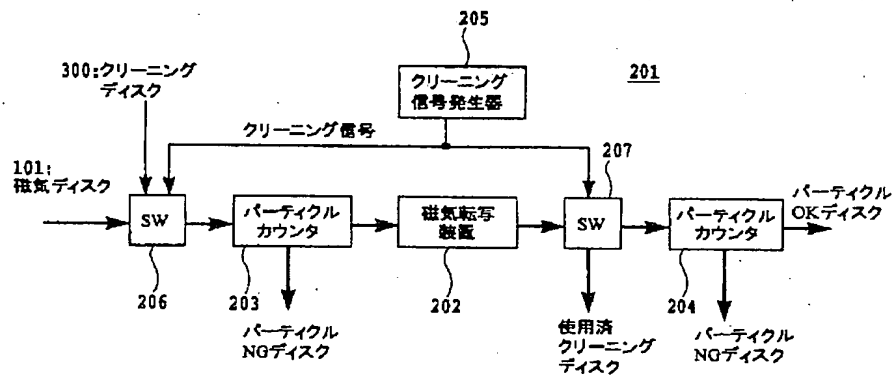 205
300:クリーニング
ディスク
クリーニング
信号発生器
201
クリーニング信号
207
101:
磁気ディスク
SW
パーティクル
カウンタ
磁気転写
装置
SW
パーティクル
カウンタ
パーティクル
OKディスク
206
203
202
204
パーティクル
NGディスク
使用済
クリーニング
ディスク
パーティクル
NGディスク